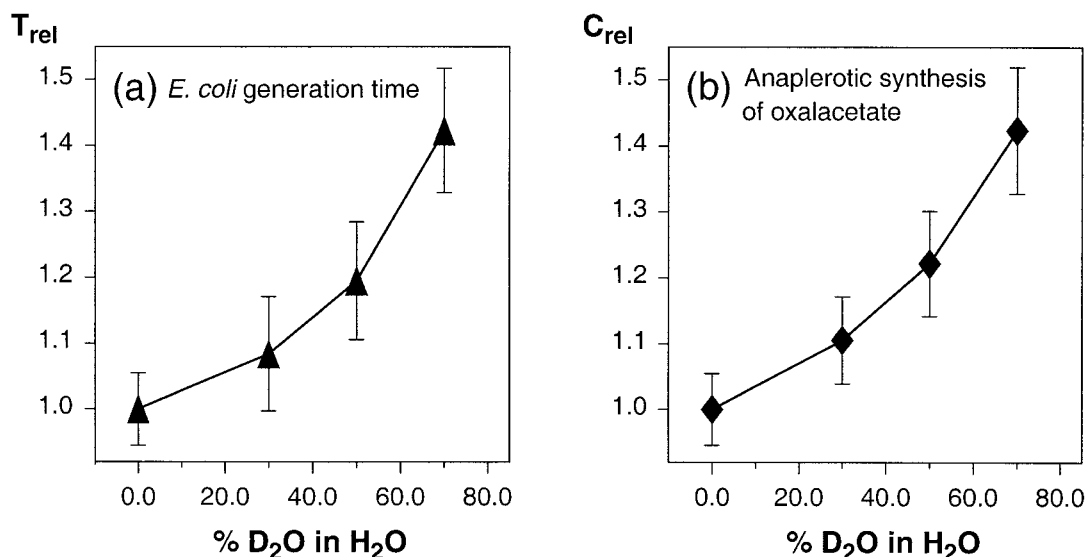 T_rel
(a) E. coli generation time
1.5
1.4
1.3
1.2
1.1
1.0
0.0 20.0 40.0 60.0 80.0
% D₂O in H₂O
C_rel
(b) Anaplerotic synthesis
of oxalacetate
1.5
1.4
1.3
1.2
1.1
1.0
0.0 20.0 40.0 60.0 80.0
% D₂O in H₂O